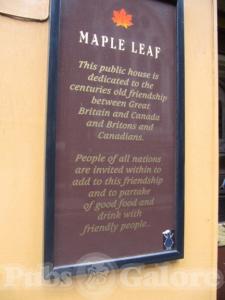 MAPLE LEAF
This public house is
dedicated to the
centuries old friendship
between Great
Britain and Canada
and Britons and
Canadians.
People of all nations
are invited within to
add to this friendship
and to partake
of good food and
drink with
friendly people..
Pubs Galore